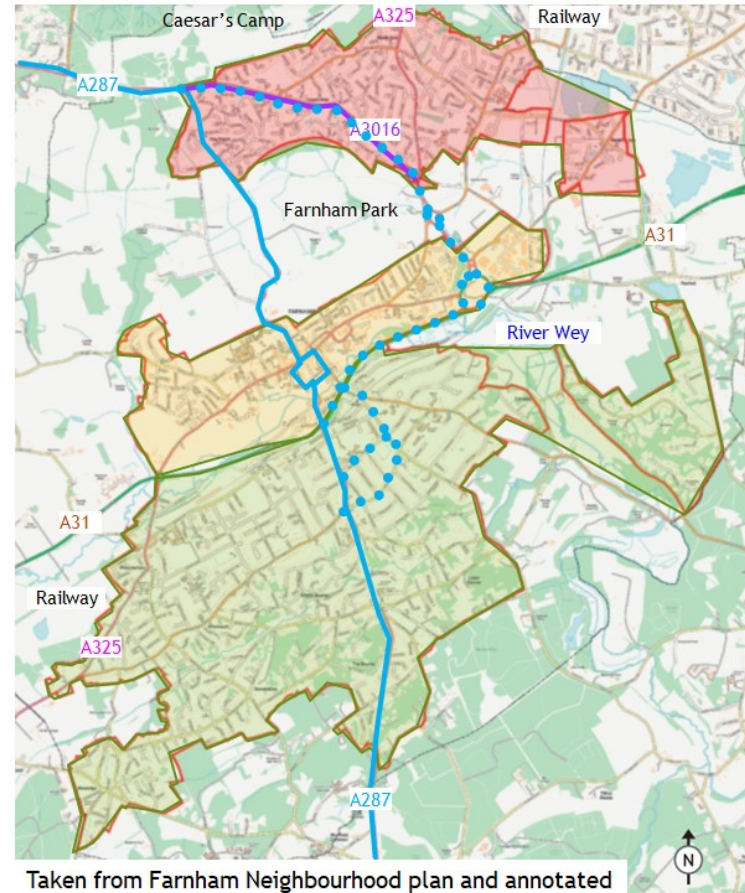 Caesar's Camp
A325
Railway
A287
A3016
Farnham Park
A31
River Wey
A31
Railway
A325
A287
N
Taken from Farnham Neighbourhood plan and annotated